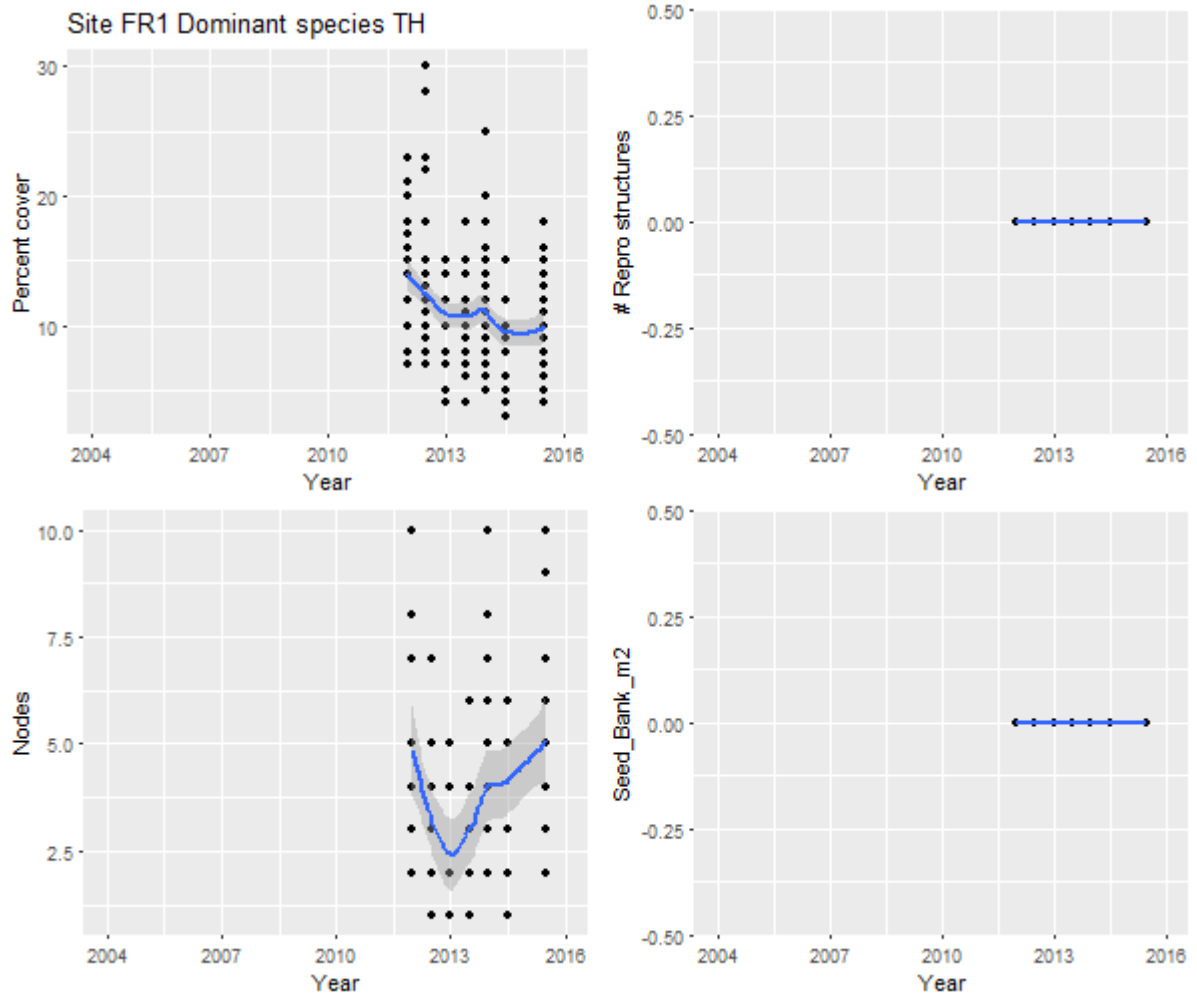 Site FR1 Dominant species TH
Percent cover
30
20
10
2004 2007 2010 2013 2016
Year
# Repro structures
0.50
0.25
0.00
-0.25
-0.50
2004 2007 2010 2013 2016
Year
Nodes
10.0
7.5
5.0
2.5
2004 2007 2010 2013 2016
Year
Seed_Bank_m2
0.50
0.25
0.00
-0.25
-0.50
2004 2007 2010 2013 2016
Year